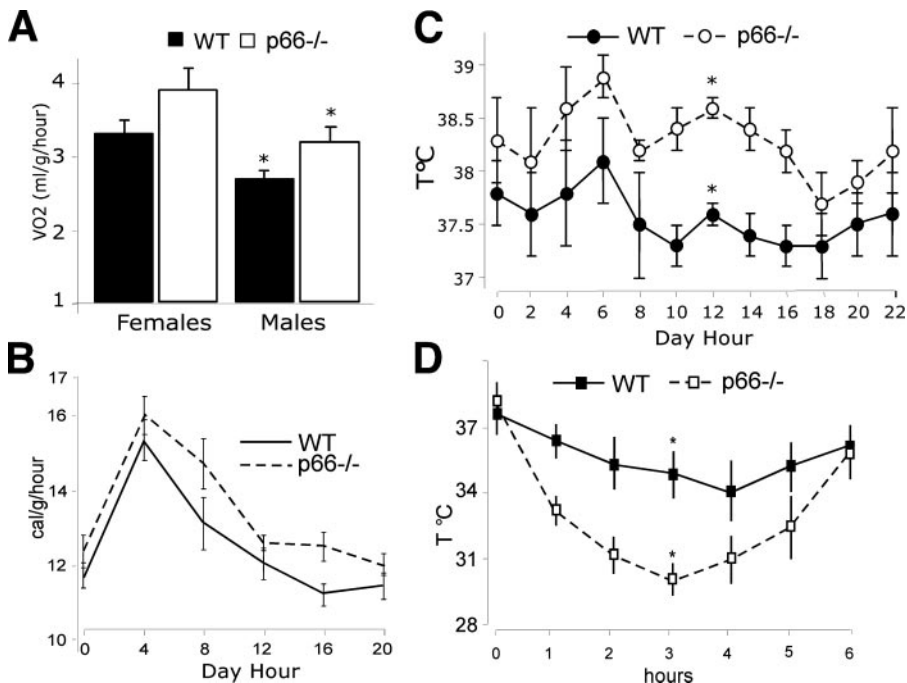 A
WT p66-/-
VO2 (ml/g/hour)
4
3
2
1
* *
Females Males
B
cal/g/hour
17
16
14
12
10
WT
p66-/-
0 4 8 12 16 20
Day Hour
C
WT p66-/-
T°C
39
38.5
38
37.5
37
*
*
0 2 4 6 8 10 12 14 16 18 20 22
Day Hour
D
WT p66-/-
T °C
37
34
31
28
*
*
0 1 2 3 4 5 6
hours